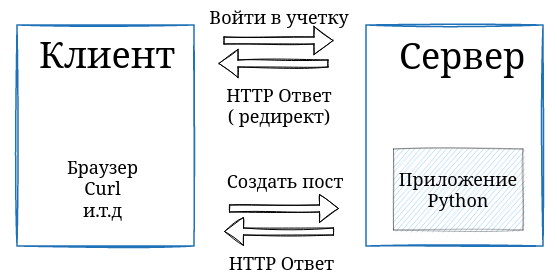 Войти в учетку
Клиент
Сервер
HTTP Ответ
( редирект)
Браузер
Curl
и.т.д
Создать пост
Приложение
Python
HTTP Ответ